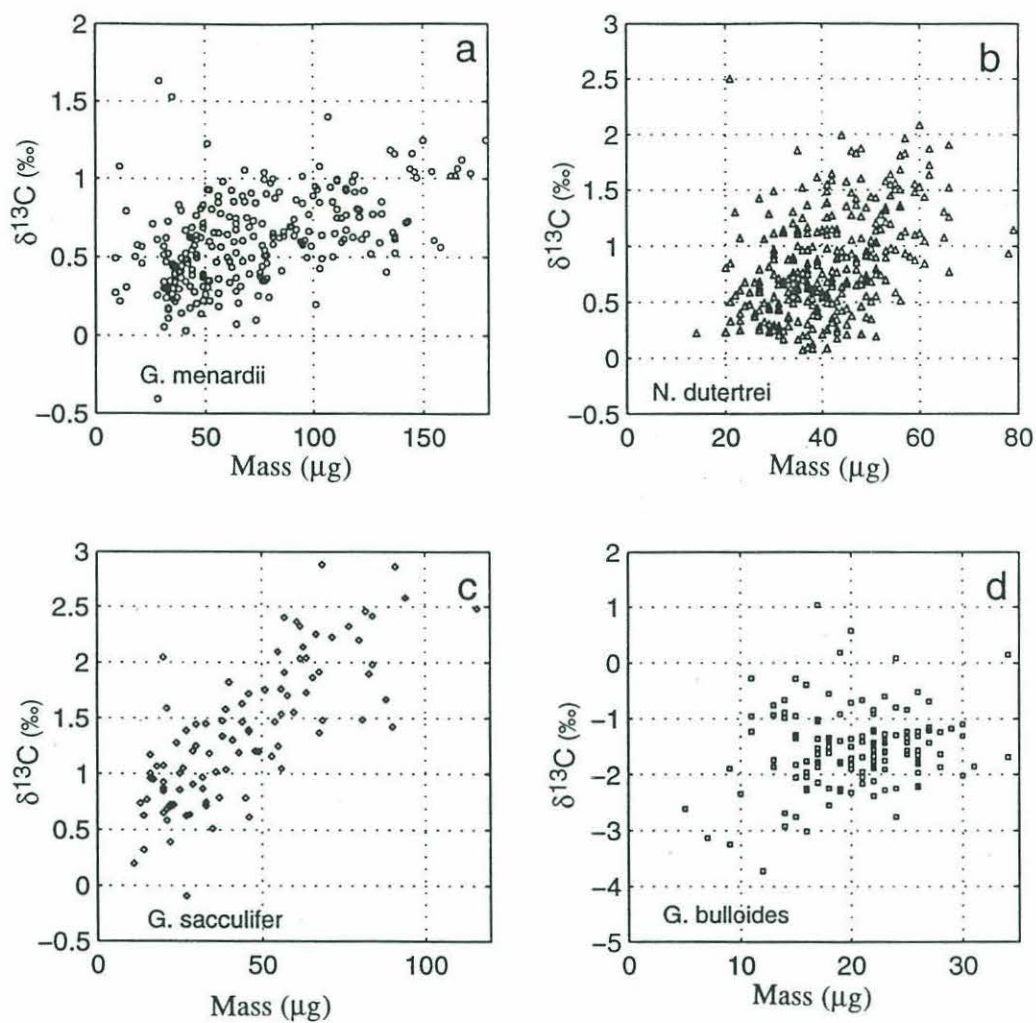 a
2
1.5
1
0.5
0
−0.5
δ13C (‰)
G. menardii
0 50 100 150
Mass (μg)
b
3
2.5
2
1.5
1
0.5
0
−0.5
δ13C (‰)
N. dutertrei
0 20 40 60 80
Mass (μg)
c
3
2.5
2
1.5
1
0.5
0
−0.5
δ13C (‰)
G. sacculifer
0 50 100
Mass (μg)
d
2
1
0
−1
−2
−3
−4
−5
δ13C (‰)
G. bulloides
0 10 20 30
Mass (μg)